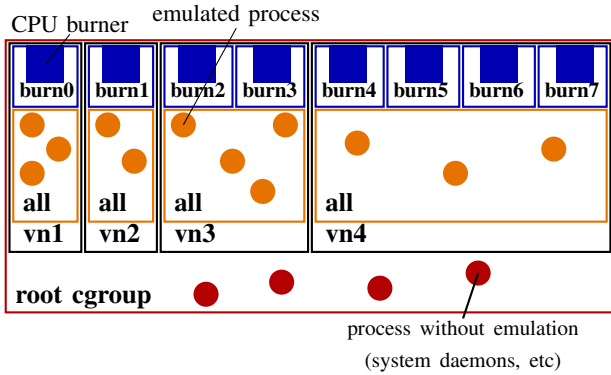 emulated process
CPU burner
burn0 burn1 burn2 burn3 burn4 burn5 burn6 burn7
all all all all
vn1 vn2 vn3 vn4
root cgroup
process without emulation
(system daemons, etc)